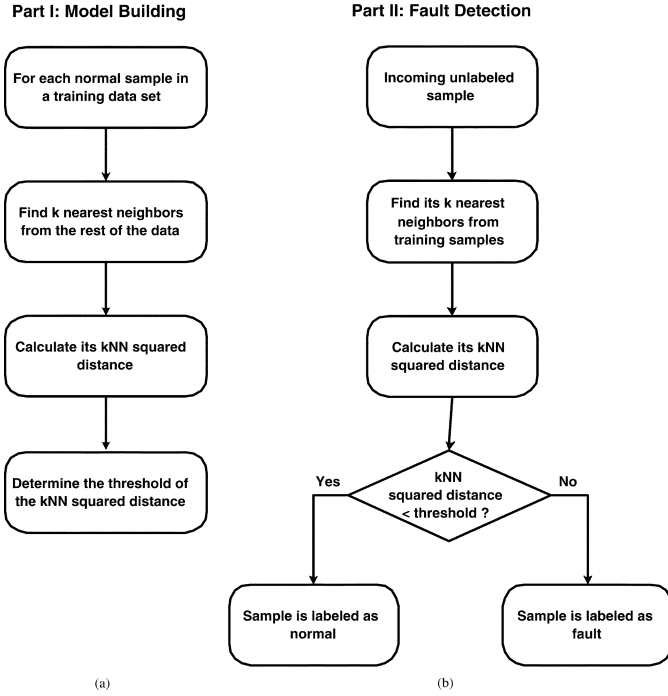 Part I: Model Building
For each normal sample in
a training data set
Find k nearest neighbors
from the rest of the data
Calculate its kNN squared
distance
Determine the threshold of
the kNN squared distance
(a)
Part II: Fault Detection
Incoming unlabeled
sample
Find its k nearest
neighbors from
training samples
Calculate its kNN
squared distance
kNN
squared distance
< threshold ?
Yes
No
Sample is labeled as
normal
Sample is labeled as
fault
(b)